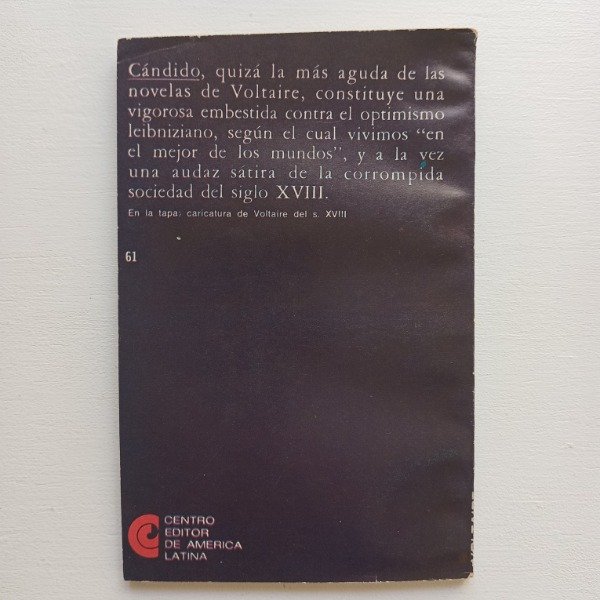 Cándido, quizá la más aguda de las
novelas de Voltaire, constituye una
vigorosa embestida contra el optimismo
leibniziano, según el cual vivimos “en
el mejor de los mundos”, y a la vez
una audaz sátira de la corrompida
sociedad del siglo XVIII.
En la tapa: caricatura de Voltaire del s. XVIII
61
CENTRO
EDITOR
DE AMERICA
LATINA